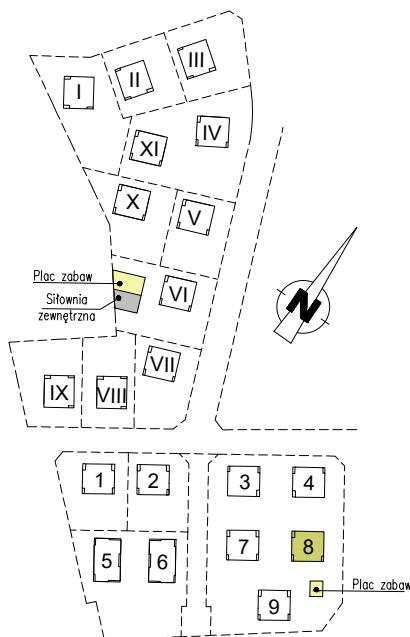 III
II
I
IV
XI
X
V
Plac zabaw
Siłownia
zewnętrzna
VI
VII
IX
VIII
N
1
2
3
4
5
6
7
8
9
Plac zabaw